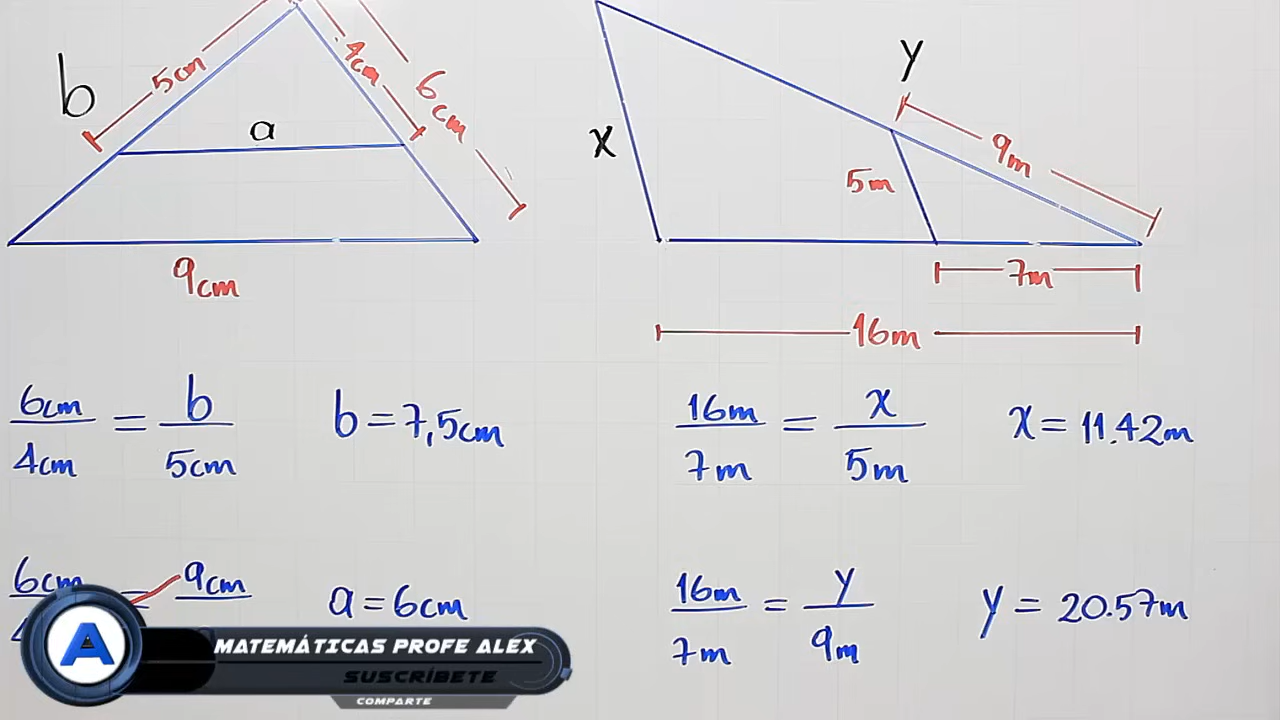 b
5cm
a
4cm
6cm
9cm
x
y
5m
9m
7m
16m
6cm/4cm = b/5cm
b = 7,5cm
6cm
= 9cm
a = 6cm
16m/7m = x/5m
x = 11.42m
16m/7m = y/9m
y = 20.57m
A
MATEMÁTICAS PROFE ALEX
SUSCRÍBETE
COMPARTE